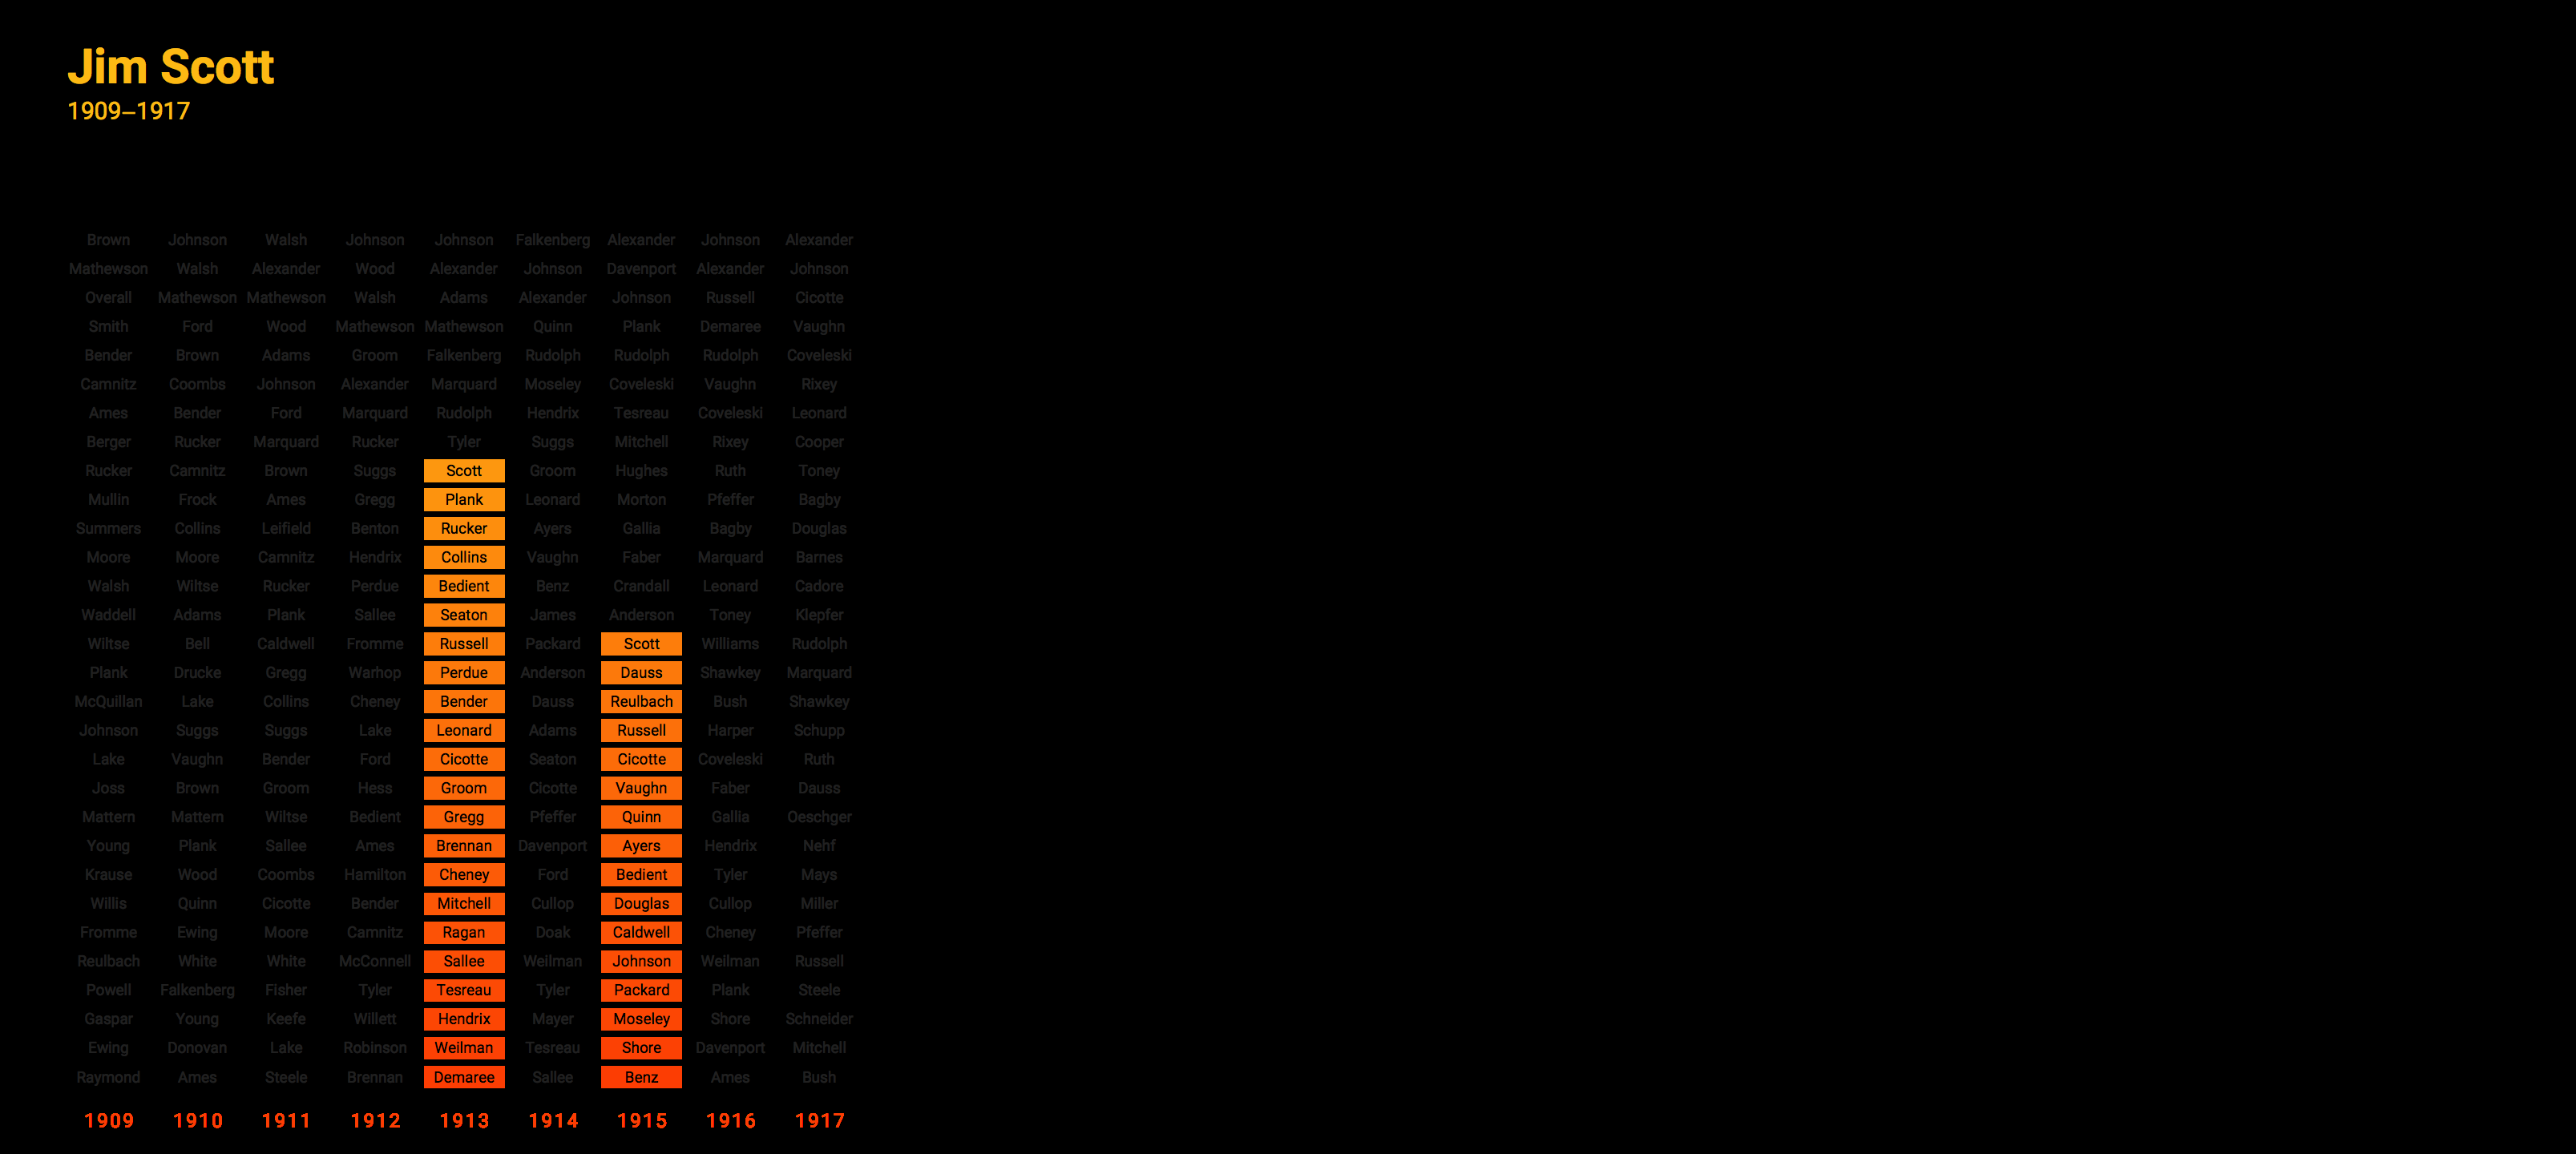 Jim Scott
1909–1917
Brown Johnson Walsh Johnson Johnson Falkenberg Alexander Johnson Alexander
Mathewson Walsh Alexander Wood Alexander Johnson Davenport Alexander Johnson
Overall Mathewson Mathewson Walsh Adams Alexander Johnson Russell Cicotte
Smith Ford Wood Mathewson Mathewson Quinn Plank Demaree Vaughn
Bender Brown Adams Groom Falkenberg Rudolph Rudolph Rudolph Coveleski
Camnitz Coombs Johnson Alexander Marquard Moseley Coveleski Vaughn Rixey
Ames Bender Ford Marquard Rudolph Hendrix Tesreau Coveleski Leonard
Berger Rucker Marquard Rucker Tyler Suggs Mitchell Rixey Cooper
Rucker Camnitz Brown Suggs Scott Groom Hughes Ruth Toney
Mullin Frock Ames Gregg Plank Leonard Morton Pfeffer Bagby
Summers Collins Leifield Benton Rucker Ayers Gallia Bagby Douglas
Moore Moore Camnitz Hendrix Collins Vaughn Faber Marquard Barnes
Walsh Wiltse Rucker Perdue Bedient Benz Crandall Leonard Cadore
Waddell Adams Plank Sallee Seaton James Anderson Toney Klepfer
Wiltse Bell Caldwell Fromme Russell Packard Scott Williams Rudolph
Plank Drucke Gregg Warhop Perdue Anderson Dauss Shawkey Marquard
McQuillan Lake Collins Cheney Bender Dauss Reulbach Bush Shawkey
Johnson Suggs Suggs Lake Leonard Adams Russell Harper Schupp
Lake Vaughn Bender Ford Cicotte Seaton Cicotte Coveleski Ruth
Joss Brown Groom Hess Groom Cicotte Vaughn Faber Dauss
Mattern Mattern Wiltse Bedient Gregg Pfeffer Quinn Gallia Oeschger
Young Plank Sallee Ames Brennan Davenport Ayers Hendrix Nehf
Krause Wood Coombs Hamilton Cheney Ford Bedient Tyler Mays
Willis Quinn Cicotte Bender Mitchell Cullop Douglas Cullop Miller
Fromme Ewing Moore Camnitz Ragan Doak Caldwell Cheney Pfeffer
Reulbach White White McConnell Sallee Weilman Johnson Weilman Russell
Powell Falkenberg Fisher Tyler Tesreau Tyler Packard Plank Steele
Gaspar Young Keefe Willett Hendrix Mayer Moseley Shore Schneider
Ewing Donovan Lake Robinson Weilman Tesreau Shore Davenport Mitchell
Raymond Ames Steele Brennan Demaree Sallee Benz Ames Bush
1909 1910 1911 1912 1913 1914 1915 1916 1917